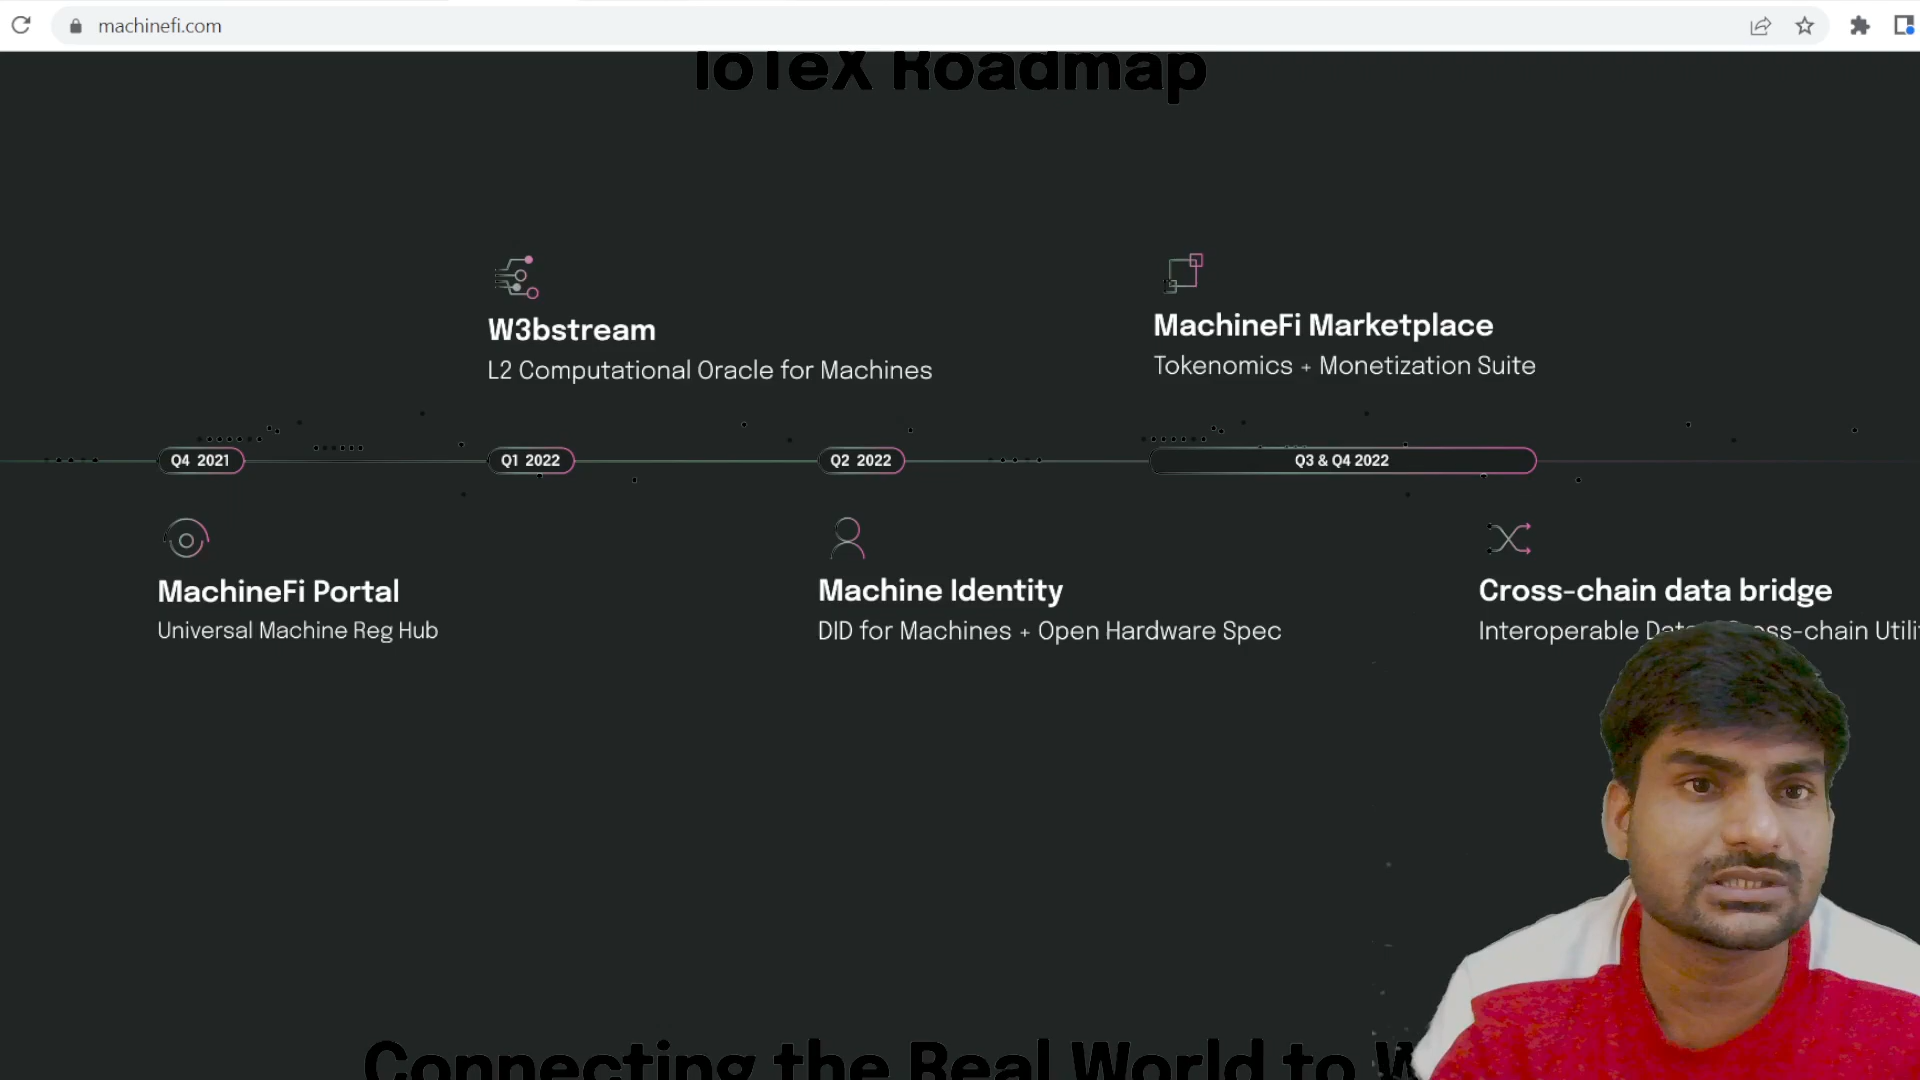 machinefi.com
IoTeX Roadmap
W3bstream
L2 Computational Oracle for Machines
MachineFi Marketplace
Tokenomics + Monetization Suite
Q4 2021
Q1 2022
Q2 2022
Q3 & Q4 2022
MachineFi Portal
Universal Machine Reg Hub
Machine Identity
DID for Machines + Open Hardware Spec
Cross-chain data bridge
Interoperable
Connecting the Real World to